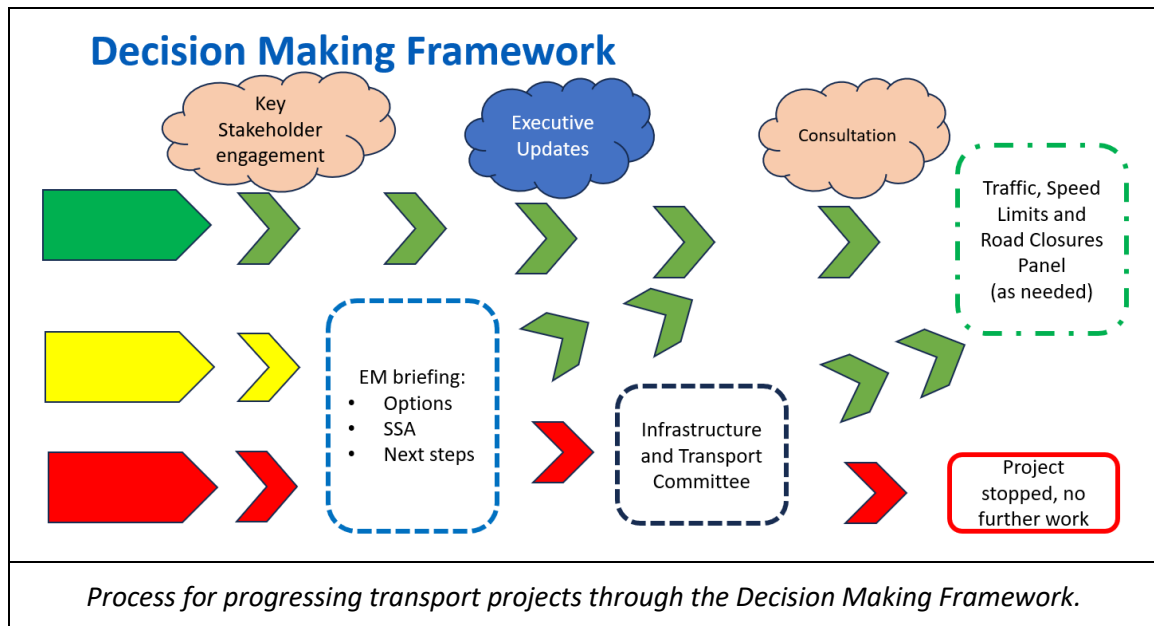 Decision Making Framework
Key
Stakeholder
engagement
Executive
Updates
Consultation
Traffic, Speed
Limits and
Road Closures
Panel
(as needed)
EM briefing:
• Options
• SSA
• Next steps
Infrastructure
and Transport
Committee
Project
stopped, no
further work
Process for progressing transport projects through the Decision Making Framework.